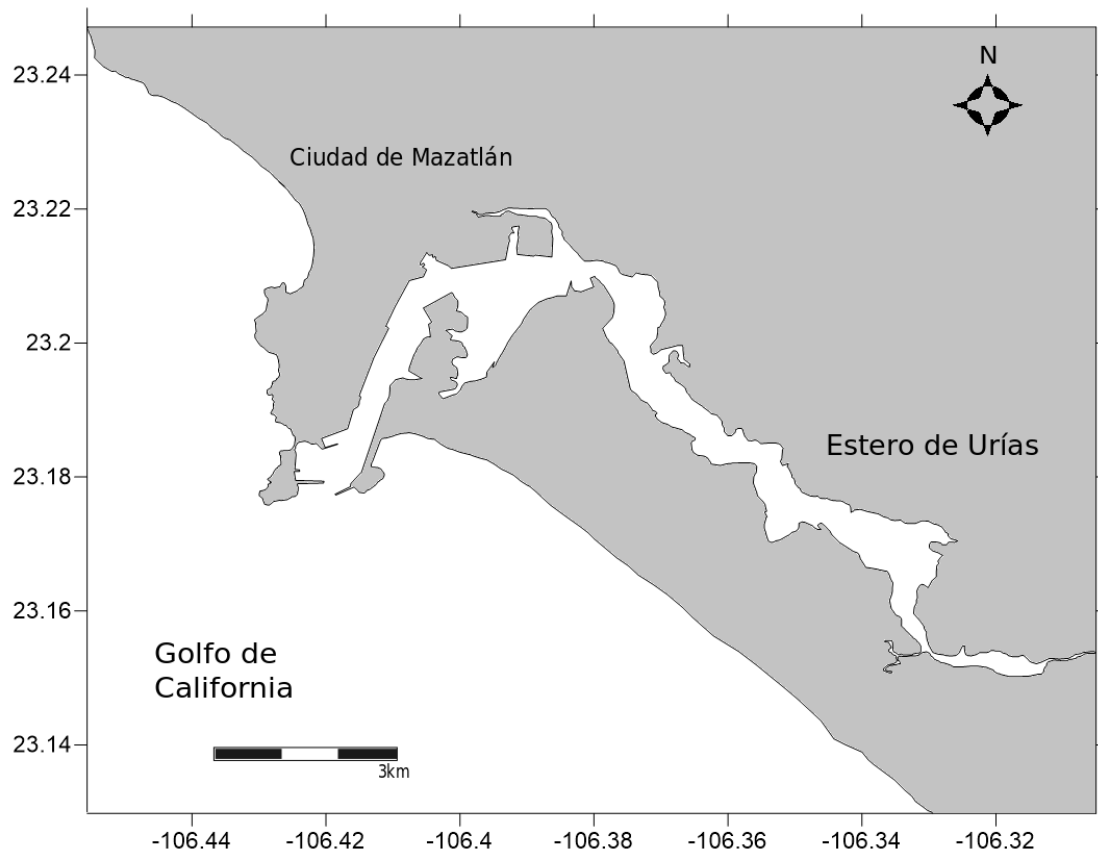 N
23.24
Ciudad de Mazatlán
23.22
23.2
Estero de Urías
23.18
23.16
Golfo de
California
23.14
3km
-106.44
-106.42
-106.4
-106.38
-106.36
-106.34
-106.32